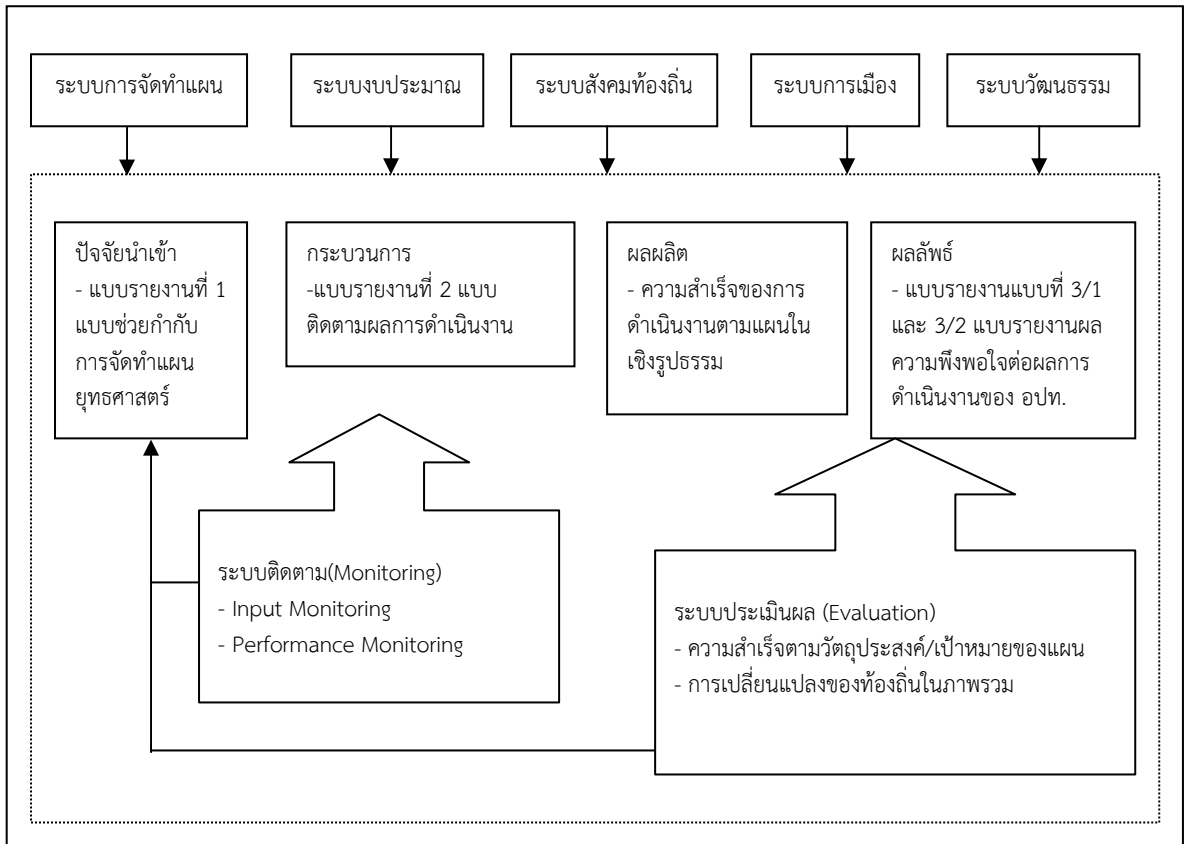 ระบบการจัดทำแผน
ระบบงบประมาณ
ระบบสังคมท้องถิ่น
ระบบการเมือง
ระบบวัฒนธรรม
ปัจจัยนำเข้า
- แบบรายงานที่ 1
แบบช่วยกำกับ
การจัดทำแผน
ยุทธศาสตร์
กระบวนการ
-แบบรายงานที่ 2 แบบ
ติดตามผลการดำเนินงาน
ผลผลิต
- ความสำเร็จของการ
ดำเนินงานตามแผนใน
เชิงรูปธรรม
ผลลัพธ์
- แบบรายงานแบบที่ 3/1
และ 3/2 แบบรายงานผล
ความพึงพอใจต่อผลการ
ดำเนินงานของ อปท.
ระบบติดตาม(Monitoring)
- Input Monitoring
- Performance Monitoring
ระบบประเมินผล (Evaluation)
- ความสำเร็จตามวัตถุประสงค์/เป้าหมายของแผน
- การเปลี่ยนแปลงของท้องถิ่นในภาพรวม